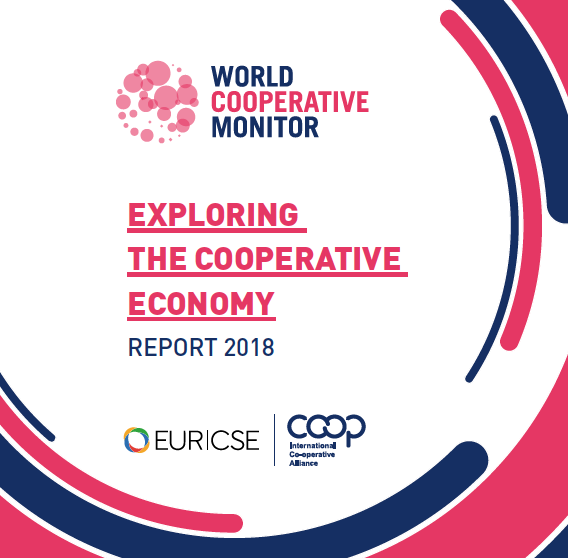 WORLD
COOPERATIVE
MONITOR
EXPLORING
THE COOPERATIVE
ECONOMY
REPORT 2018
EURICSE
coop
International
Co-operative
Alliance